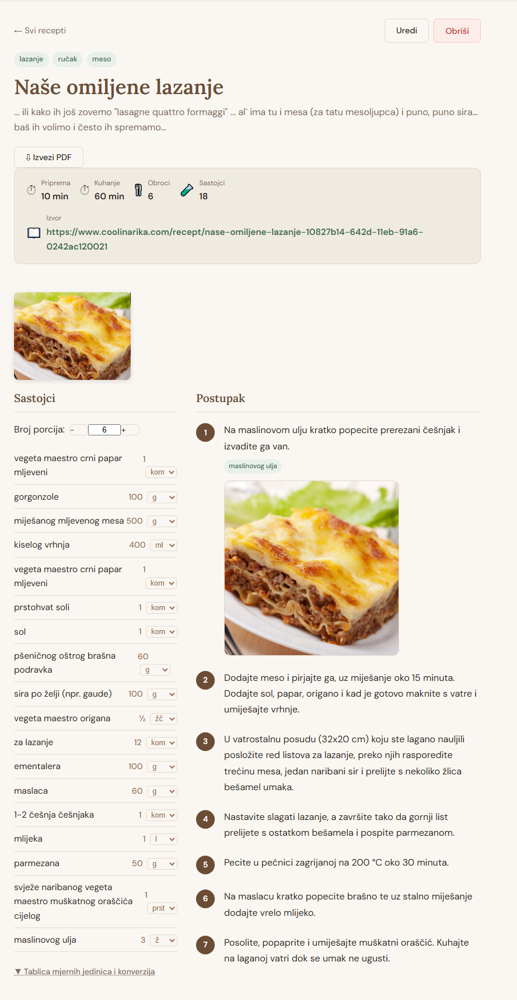 ← Svi recepti
Uredi
Obriši
lazanje
ručak
meso
Naše omiljene lazanje
... ili kako ih još zovemo "lasagne quattro formaggi" ... al` ima tu i mesa (za tatu mesoljupca) i puno, puno sira...
baš ih volimo i često ih spremamo...
⇩ Izvezi PDF
Priprema
10 min
Kuhanje
60 min
Obroci
6
Sastojci
18
Izvor
https://www.coolinarika.com/recept/nase-omiljene-lazanje-10827b14-642d-11eb-91a6-
0242ac120021
Sastojci
Broj porcija: - 6 +
vegeta maestro crni papar 1
mljeveni kom
gorgonzole 100 g
miješanog mljevenog mesa 500 g
kiselog vrhnja 400 ml
vegeta maestro crni papar 1
mljeveni kom
prstohvat soli 1 kom
sol 1 kom
pšeničnog oštrog brašna 60
podravka g
sira po želji (npr. gaude) 100 g
vegeta maestro origana ½ žč
za lazanje 12 kom
ementalera 100 g
maslaca 60 g
1-2 češnja češnjaka 1 kom
mlijeka 1 l
parmezana 50 g
svježe naribanog vegeta
maestro muškatnog oraščića 1
cijelog prst
maslinovog ulja 3 ž
▼ Tablica mjernih jedinica i konverzija
Postupak
1 Na maslinovom ulju kratko popecite prerezani češnjak i
izvadite ga van.
maslinovog ulja
2 Dodajte meso i pirjajte ga, uz miješanje oko 15 minuta.
Dodajte sol, papar, origano i kad je gotovo maknite s vatre i
umiješajte vrhnje.
3 U vatrostalnu posudu (32x20 cm) koju ste lagano nauljili
posložite red listova za lazanje, preko njih rasporedite
trećinu mesa, jedan naribani sir i prelijte s nekoliko žlica
bešamel umaka.
4 Nastavite slagati lazanje, a završite tako da gornji list
prelijete s ostatkom bešamela i pospite parmezanom.
5 Pecite u pećnici zagrijanoj na 200 °C oko 30 minuta.
6 Na maslacu kratko popecite brašno te uz stalno miješanje
dodajte vrelo mlijeko.
7 Posolite, popaprite i umiješajte muškatni oraščić. Kuhajte
na laganoj vatri dok se umak ne ugusti.